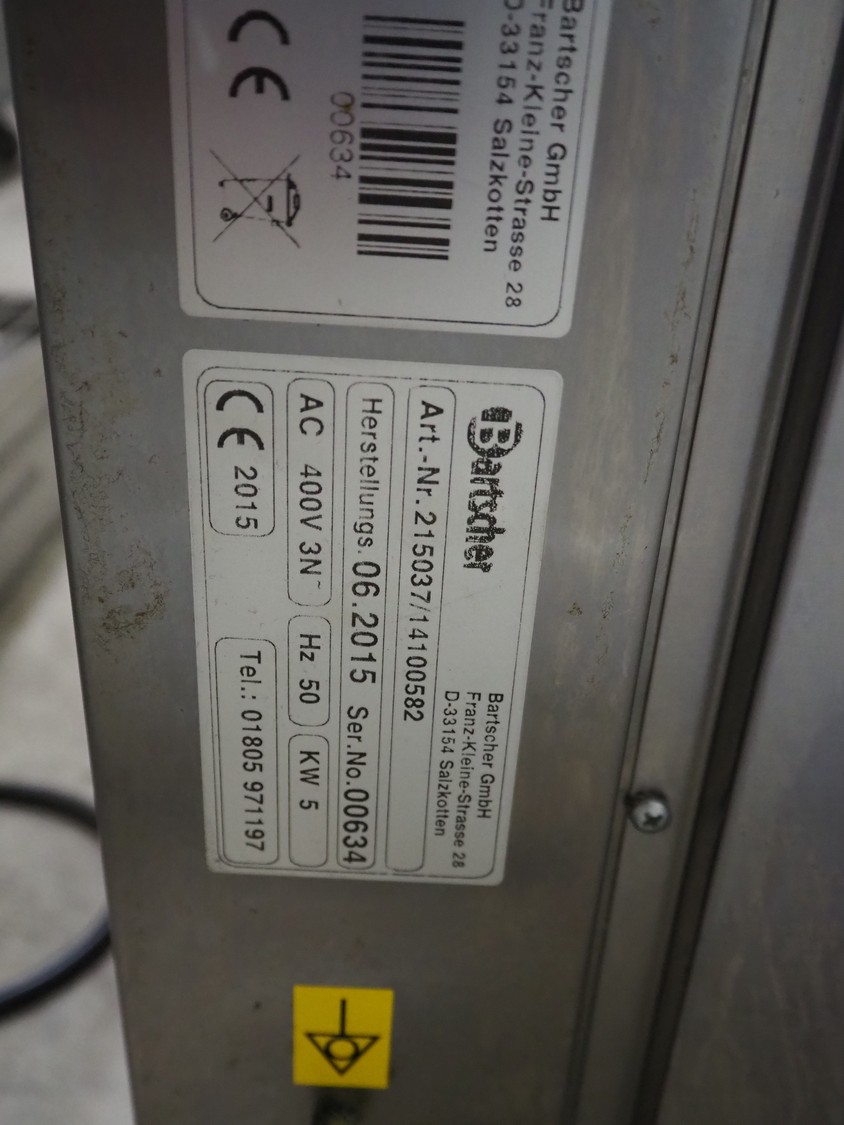 Bartscher GmbH
Franz-Kleine-Strasse 28
D-33154 Salzkotten
00634
CE
Bartscher
Bartscher GmbH
Franz-Kleine-Strasse 28
D-33154 Salzkotten
Art.-Nr. 215037/14100582
Herstellungs. 06.2015 Ser.No.00634
AC 400V 3N~ Hz 50 KW 5
CE 2015 Tel.: 01805 971197